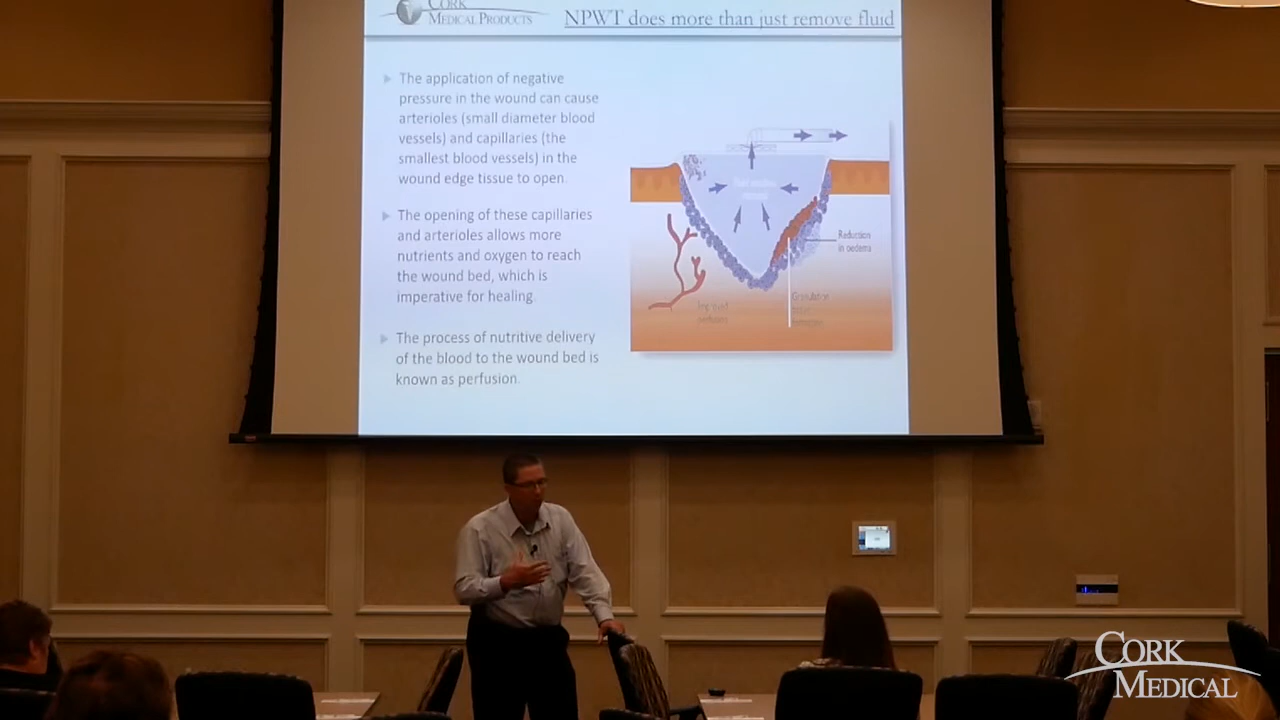 CORK
MEDICAL PRODUCTS
NPWT does more than just remove fluid
The application of negative
pressure in the wound can cause
arterioles (small diameter blood
vessels) and capillaries (the
smallest blood vessels) in the
wound edge tissue to open.
The opening of these capillaries
and arterioles allows more
nutrients and oxygen to reach
the wound bed, which is
imperative for healing.
The process of nutritive delivery
of the blood to the wound bed is
known as perfusion.
Reduction
in oedema
Granulation
CORK
MEDICAL